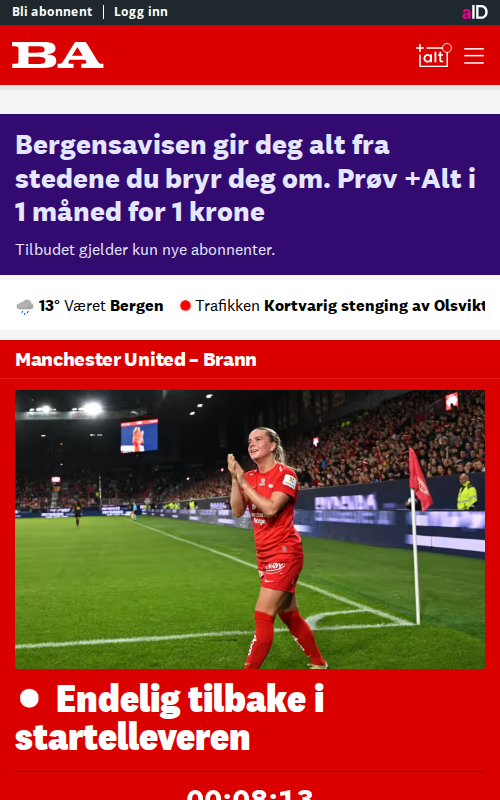 Bli abonnent Logg inn aID
BA +alt
Bergensavisen gir deg alt fra
stedene du bryr deg om. Prøv +Alt i
1 måned for 1 krone
Tilbudet gjelder kun nye abonnenter.
13° Været Bergen Trafikken Kortvarig stenging av Olsvikt
Manchester United – Brann
Endelig tilbake i
startelleveren
00:08:13